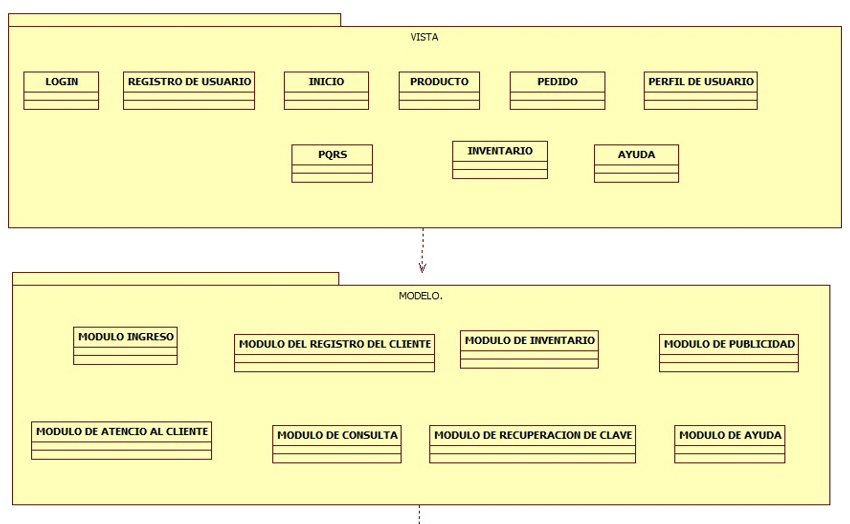 VISTA
LOGIN
REGISTRO DE USUARIO
INICIO
PRODUCTO
PEDIDO
PERFIL DE USUARIO
PQRS
INVENTARIO
AYUDA
MODELO.
MODULO INGRESO
MODULO DEL REGISTRO DEL CLIENTE
MODULO DE INVENTARIO
MODULO DE PUBLICIDAD
MODULO DE ATENCIO AL CLIENTE
MODULO DE CONSULTA
MODULO DE RECUPERACION DE CLAVE
MODULO DE AYUDA